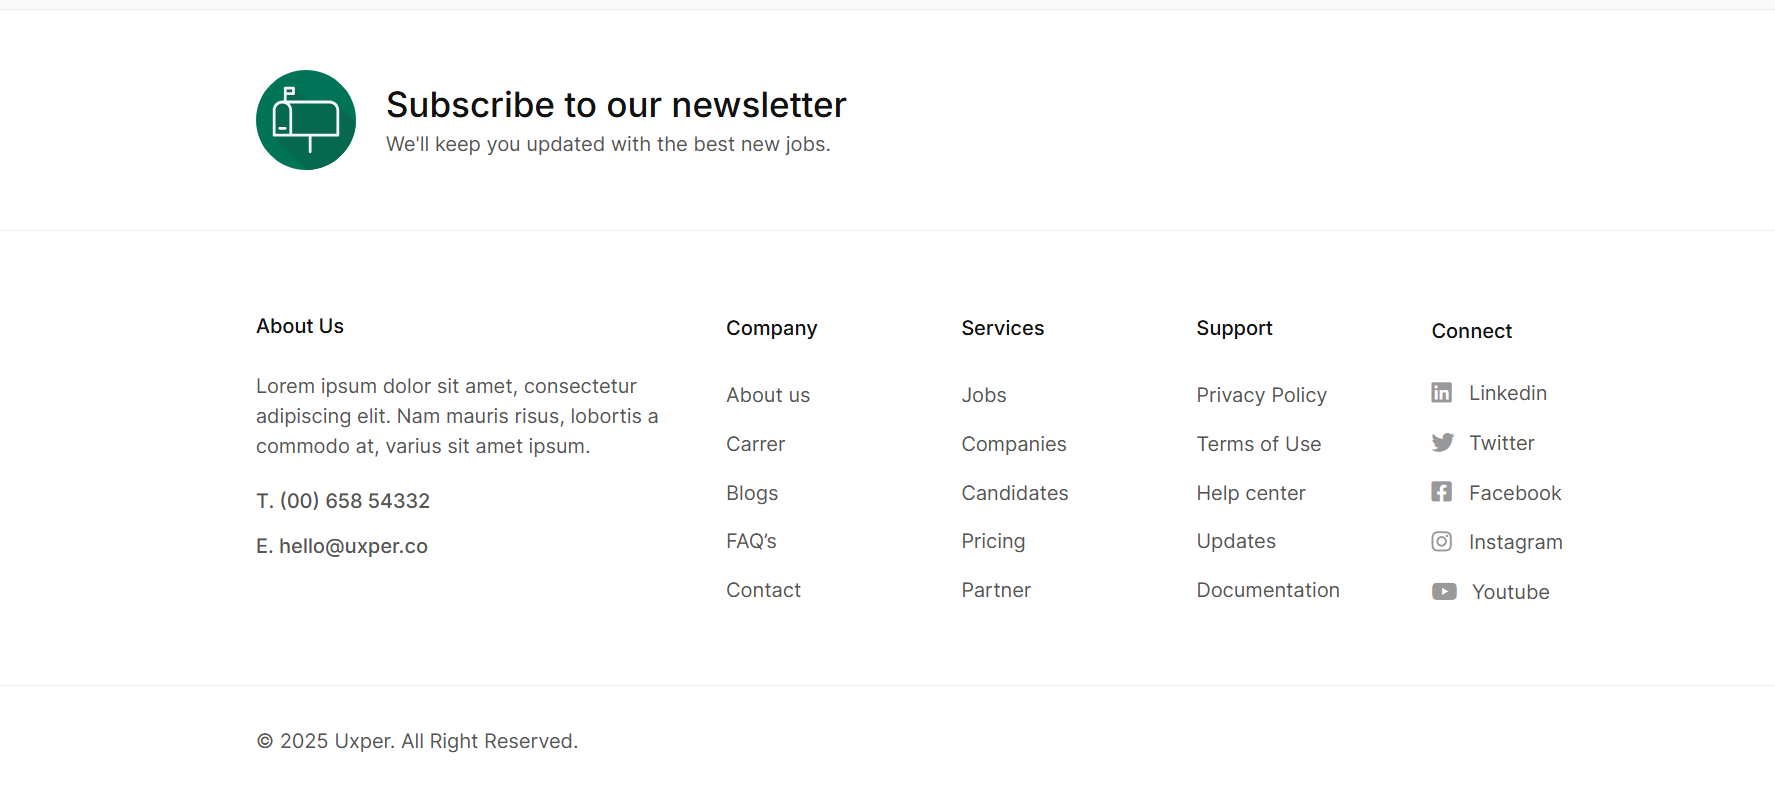 Subscribe to our newsletter
We'll keep you updated with the best new jobs.
About Us
Lorem ipsum dolor sit amet, consectetur
adipiscing elit. Nam mauris risus, lobortis a
commodo at, varius sit amet ipsum.
T. (00) 658 54332
E. hello@uxper.co
Company
About us
Carrer
Blogs
FAQ’s
Contact
Services
Jobs
Companies
Candidates
Pricing
Partner
Support
Privacy Policy
Terms of Use
Help center
Updates
Documentation
Connect
Linkedin
Twitter
Facebook
Instagram
Youtube
© 2025 Uxper. All Right Reserved.